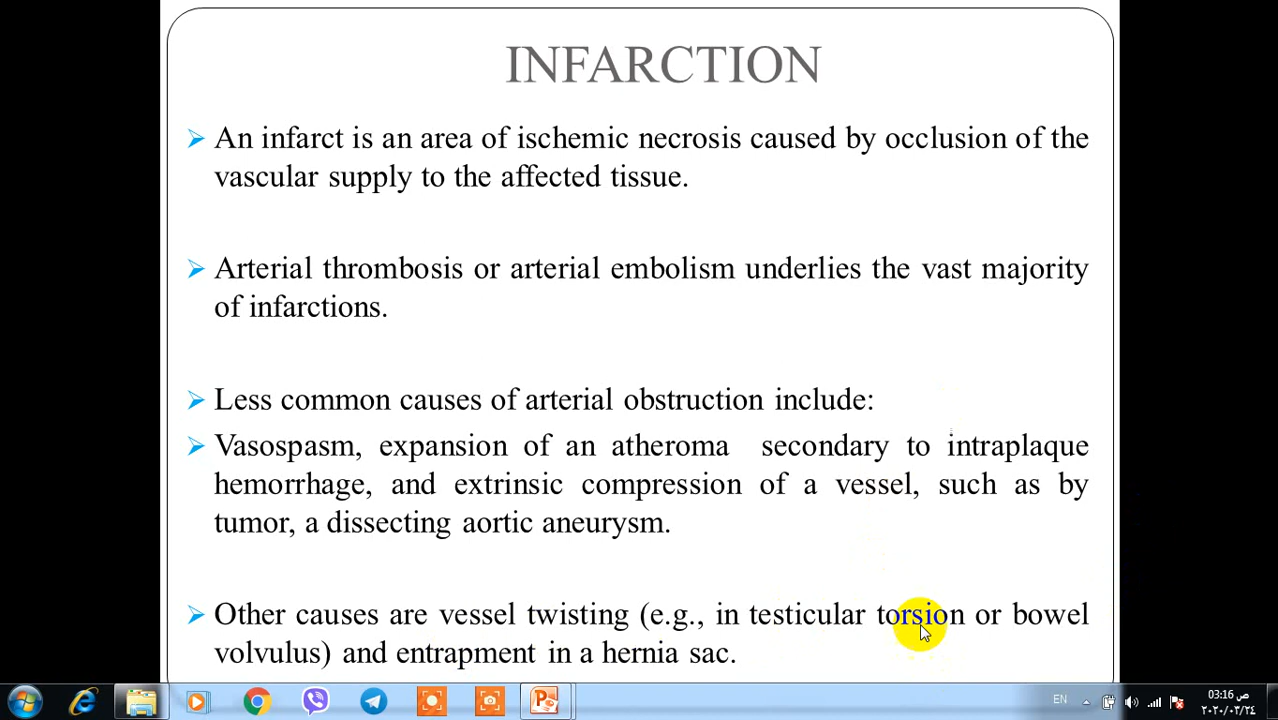 INFARCTION
An infarct is an area of ischemic necrosis caused by occlusion of the
vascular supply to the affected tissue.
Arterial thrombosis or arterial embolism underlies the vast majority
of infarctions.
Less common causes of arterial obstruction include:
Vasospasm, expansion of an atheroma secondary to intraplaque
hemorrhage, and extrinsic compression of a vessel, such as by
tumor, a dissecting aortic aneurysm.
Other causes are vessel twisting (e.g., in testicular torsion or bowel
volvulus) and entrapment in a hernia sac.
EN
03:16 ص
٢٠٢٠/٠٣/٢٤